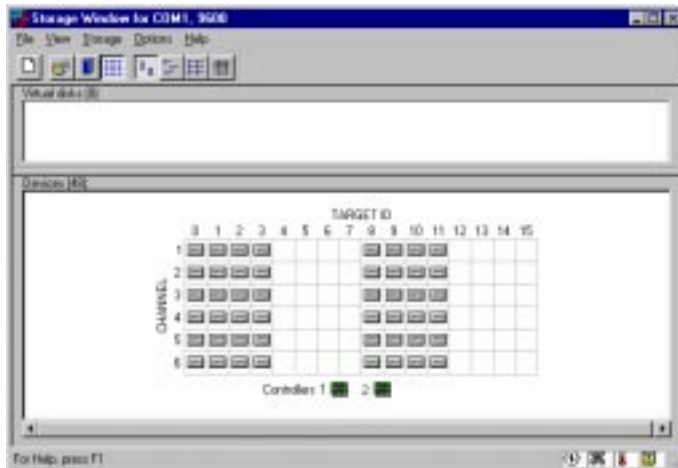 Storage Window for COM1, 9600
File View Storage Options Help
Virtual disks (0):
Devices (48):
TARGET ID
0 1 2 3 4 5 6 7 8 9 10 11 12 13 14 15
CHANNEL
1
2
3
4
5
6
Controllers 1 2
For Help, press F1